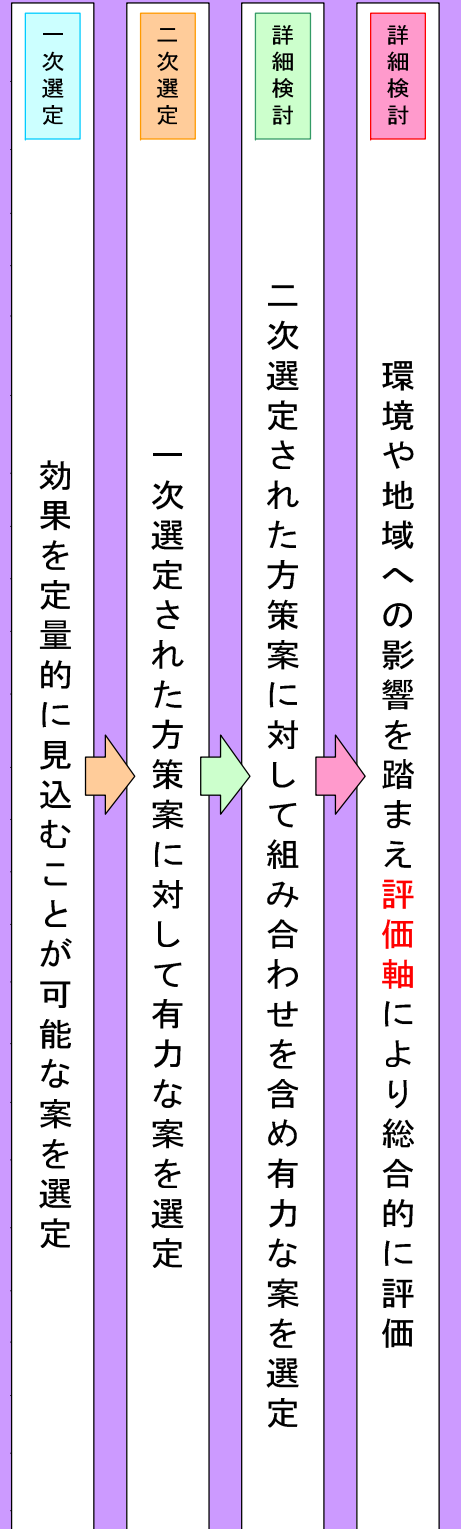 一次選定
効果を定量的に見込むことが可能な案を選定
二次選定
一次選定された方策案に対して有力な案を選定
詳細検討
二次選定された方策案に対して組み合わせを含め有力な案を選定
詳細検討
環境や地域への影響を踏まえ評価軸により総合的に評価